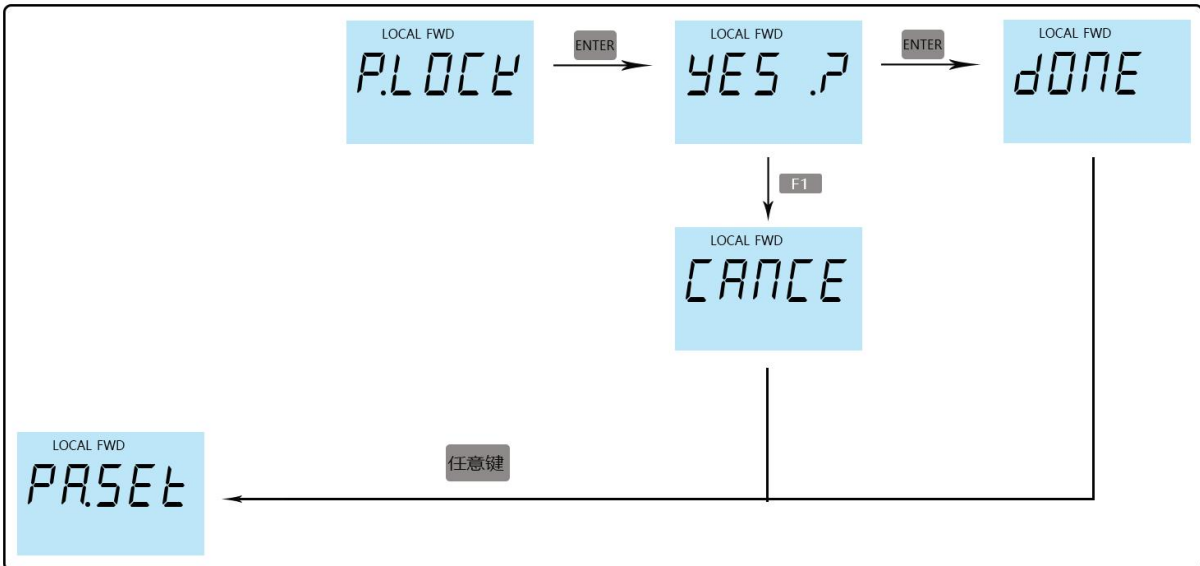 LOCAL FWD
P.LOCK
ENTER
LOCAL FWD
YES .?
ENTER
LOCAL FWD
dONE
F1
LOCAL FWD
CANCE
LOCAL FWD
PA.SEt
任意键